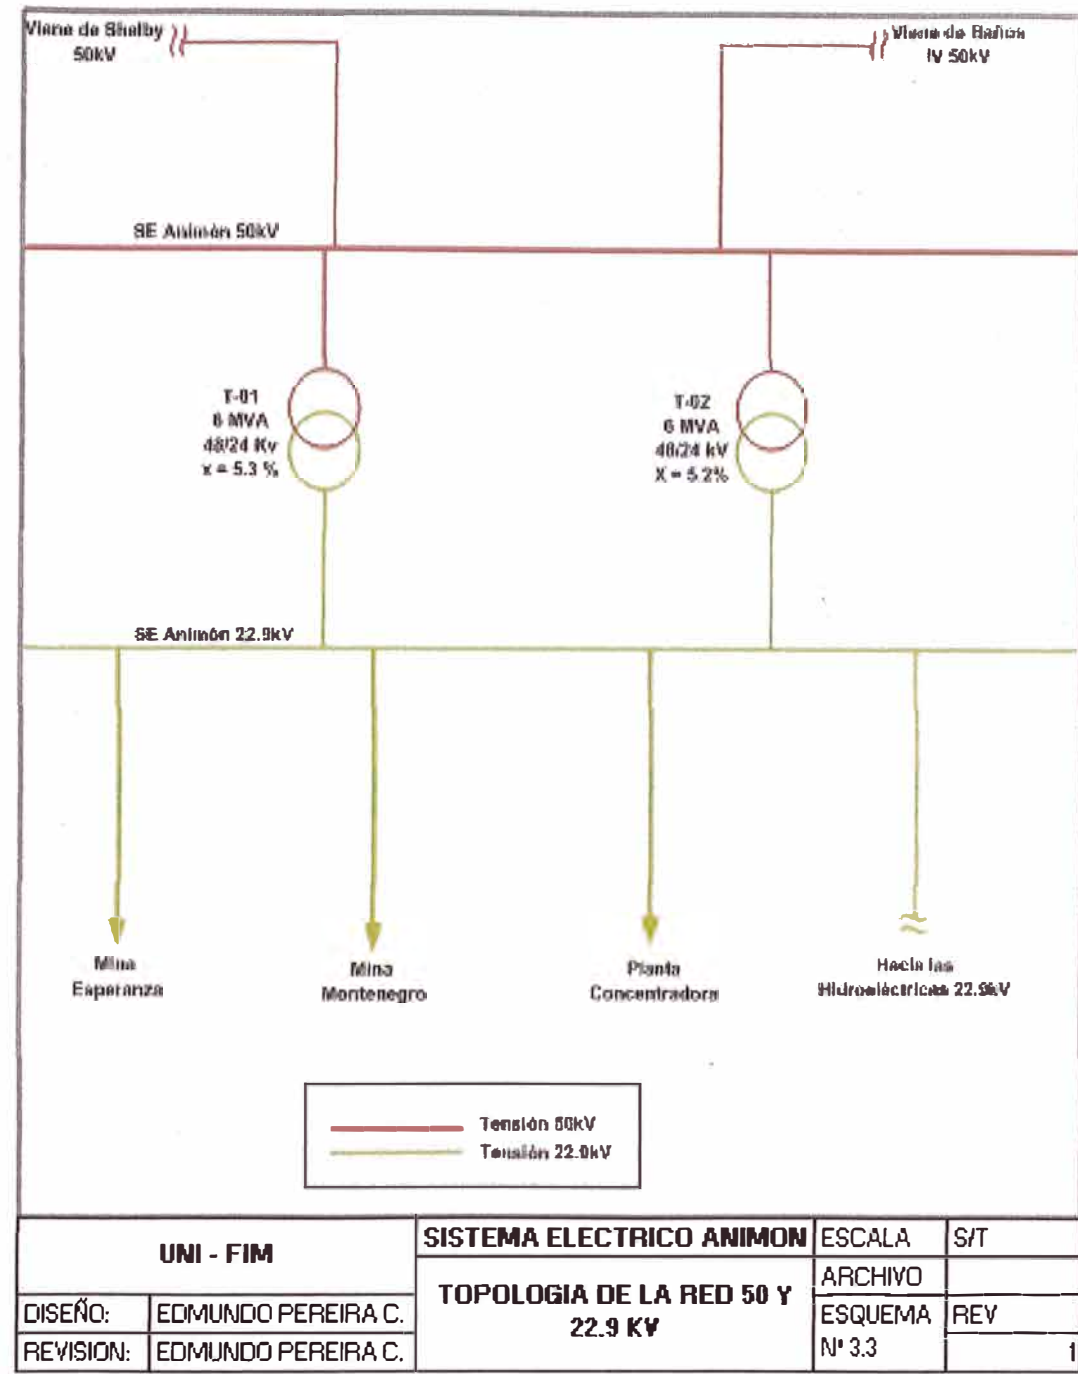 Viene de Shelby
50kV
Viene de Baños
IV 50kV
SE Animón 50kV
T-01
6 MVA
48/24 Kv
x = 5.3 %
T-02
6 MVA
48/24 kV
X = 5.2%
SE Animón 22.9kV
Mina
Esperanza
Mina
Montenegro
Planta
Concentradora
Hacia las
Hidroeléctricas 22.9kV
Tensión 50kV
Tensión 22.9kV
UNI - FIM
SISTEMA ELECTRICO ANIMON
ESCALA
S/T
TOPOLOGIA DE LA RED 50 Y
22.9 KV
ARCHIVO
DISEÑO:
EDMUNDO PEREIRA C.
ESQUEMA
Nº 3.3
REV
1
REVISION:
EDMUNDO PEREIRA C.